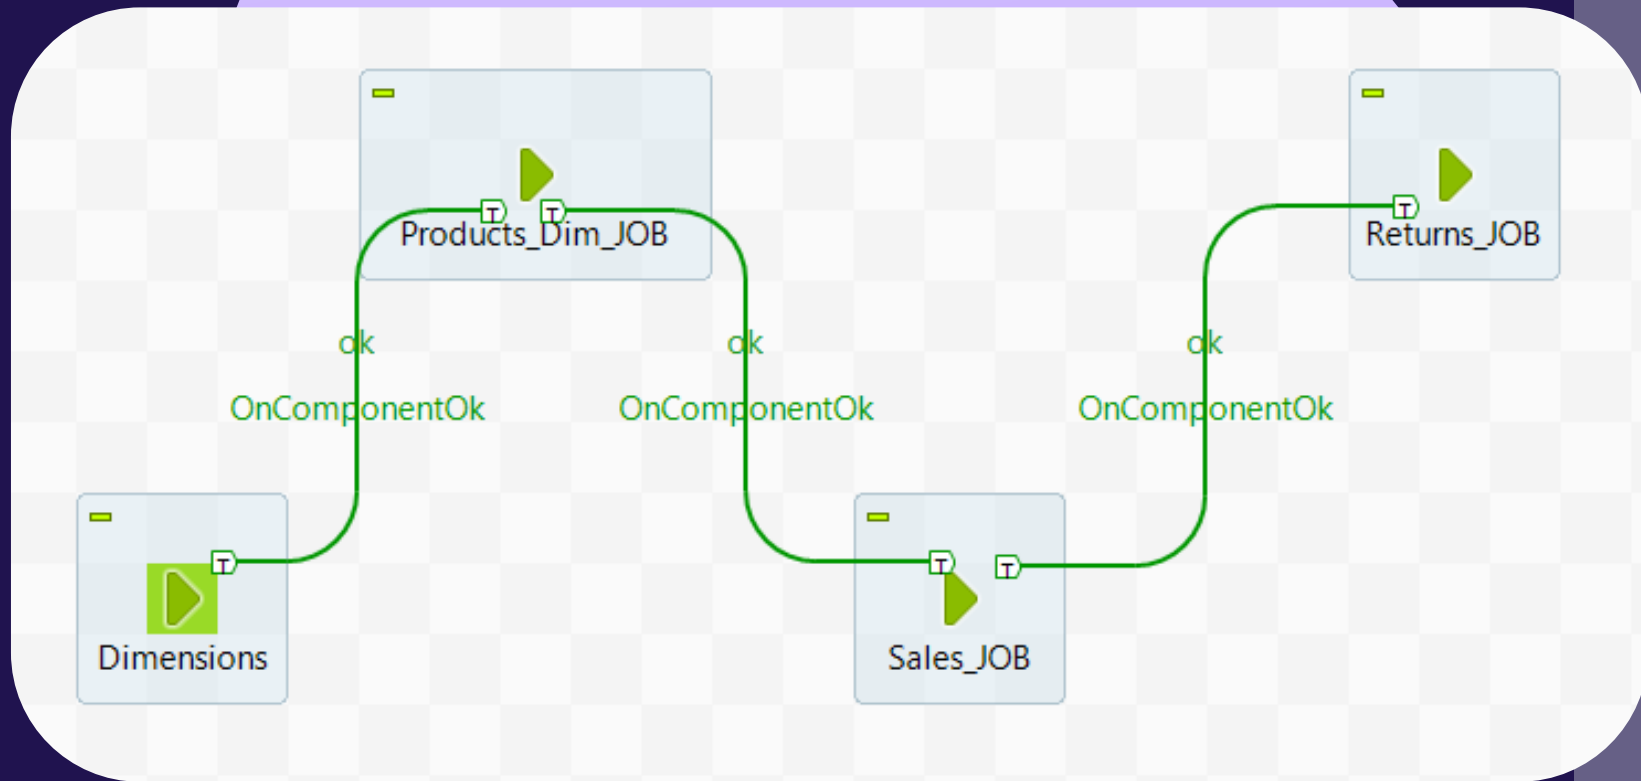 Products_Dim_JOB
Returns_JOB
T
T
T
ok
ok
ok
OnComponentOk
OnComponentOk
OnComponentOk
T
T
T
Dimensions
Sales_JOB